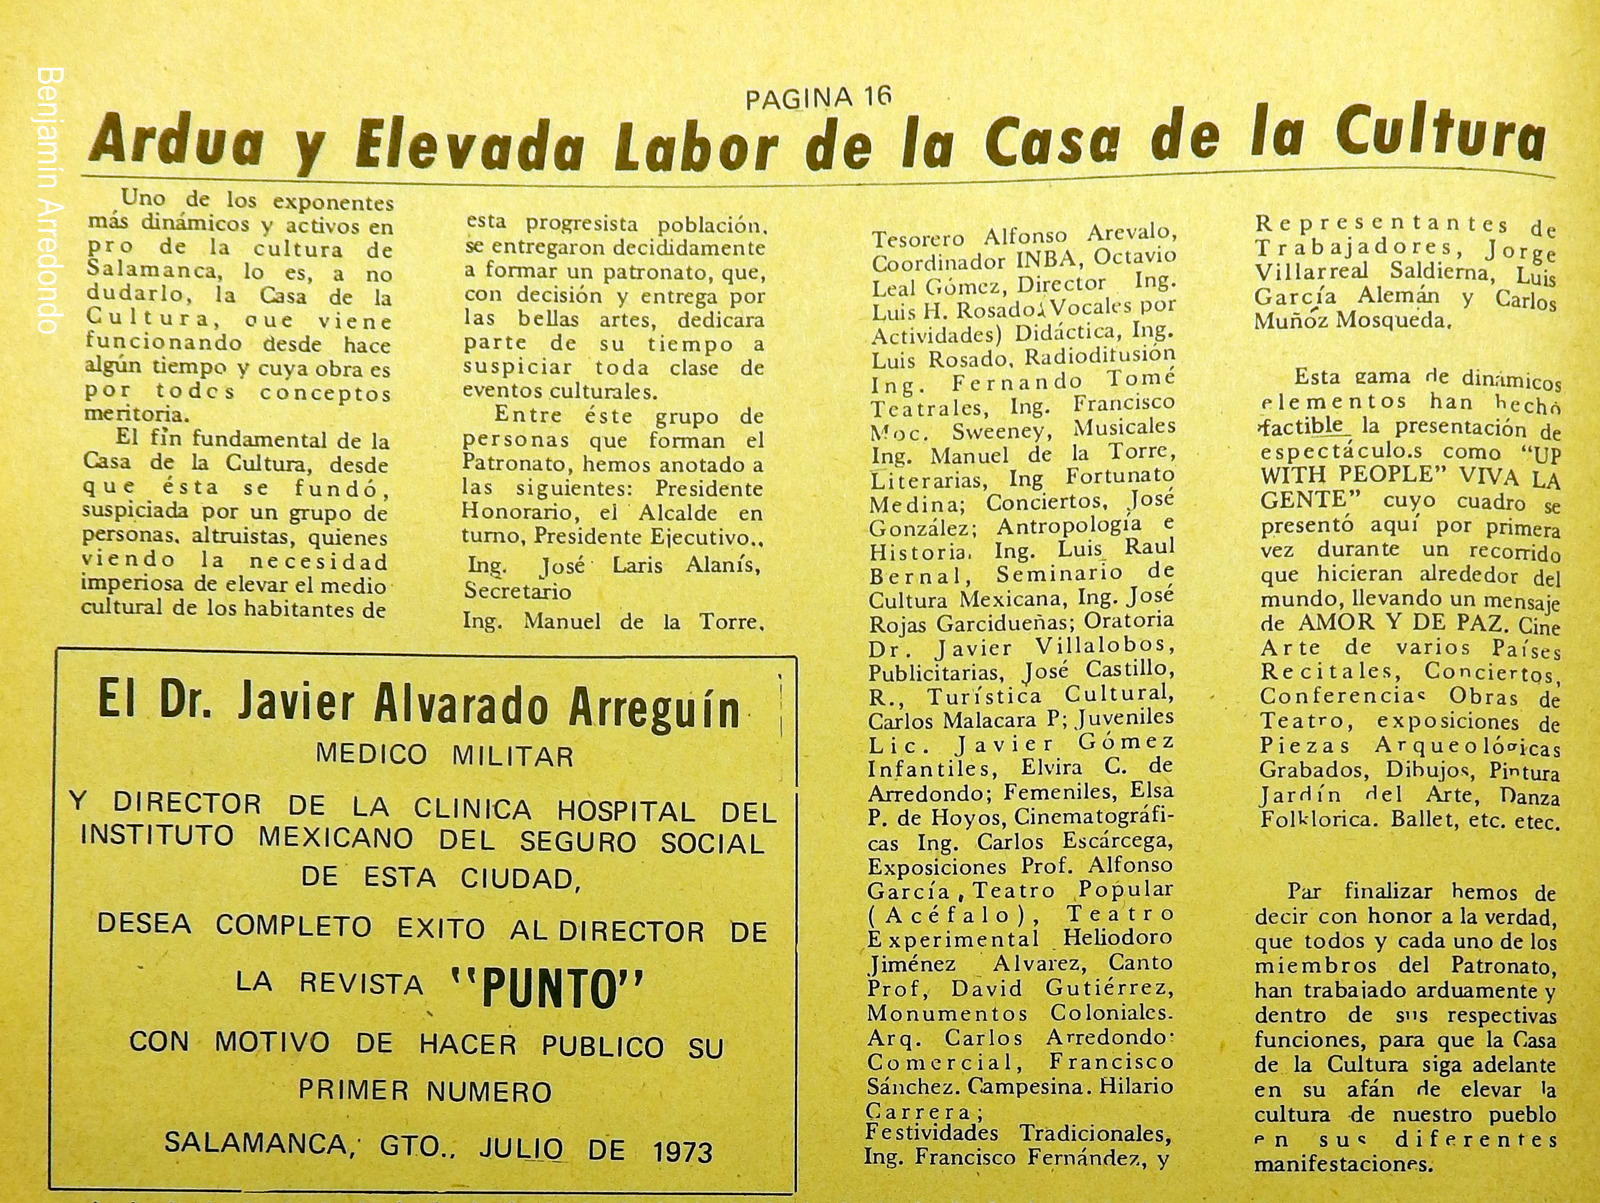 PAGINA 16
Ardua y Elevada Labor de la Casa de la Cultura
Uno de los exponentes
más dinámicos y activos en
pro de la cultura de
Salamanca, lo es, a no
dudarlo, la Casa de la
Cultura, que viene
funcionando desde hace
algún tiempo y cuya obra es
por todos conceptos
meritoria.
El fin fundamental de la
Casa de la Cultura, desde
que ésta se fundó,
suspiciada por un grupo de
personas. altruistas, quienes
viendo la necesidad
imperiosa de elevar el medio
cultural de los habitantes de
esta progresista población.
se entregaron decididamente
a formar un patronato, que,
con decisión y entrega por
las bellas artes, dedicara
parte de su tiempo a
suspiciar toda clase de
eventos culturales.
Entre éste grupo de
personas que forman el
Patronato, hemos anotado a
las siguientes: Presidente
Honorario, el Alcalde en
turno, Presidente Ejecutivo..
Ing. José Laris Alanís,
Secretario
Ing. Manuel de la Torre.
Tesorero Alfonso Arevalo,
Coordinador INBA, Octavio
Leal Gómez, Director Ing.
Luis H. Rosado; Vocales por
Actividades) Didáctica, Ing.
Luis Rosado, Radioditusión
Ing. Fernando Tomé
Teatrales, Ing. Francisco
Moc. Sweeney, Musicales
Ing. Manuel de la Torre,
Literarias, Ing Fortunato
Medina; Conciertos, José
González; Antropología e
Historia. Ing. Luis Raul
Bernal, Seminario de
Cultura Mexicana, Ing. José
Rojas Garcidueñas; Oratoria
Dr. Javier Villalobos,
Publicitarias, José Castillo,
R., Turística Cultural,
Carlos Malacara P; Juveniles
Lic. Javier Gómez
Infantiles, Elvira C. de
Arredondo; Femeniles, Elsa
P. de Hoyos, Cinematográfi-
cas Ing. Carlos Escárcega,
Exposiciones Prof. Alfonso
García, Teatro Popular
(Acéfalo), Teatro
Experimental Heliodoro
Jiménez Alvarez, Canto
Prof, David Gutiérrez,
Monumentos Coloniales.
Arq. Carlos Arredondo:
Comercial, Francisco
Sánchez. Campesina. Hilario
Carrera;
Festividades Tradicionales,
Ing. Francisco Fernández, y
Representantes de
Trabajadores, Jorge
Villarreal Saldierna, Luis
García Alemán y Carlos
Muñóz Mosqueda.
Esta gama de dinámicos
elementos han hecho
factible la presentación de
espectáculo.s como "UP
WITH PEOPLE" VIVA LA
GENTE" cuyo cuadro se
presentó aquí por primera
vez durante un recorrido
que hicieran alrededor del
mundo, llevando un mensaje
de AMOR Y DE PAZ. Cine
Arte de varios Países
Recitales, Conciertos,
Conferencias Obras de
Teatro, exposiciones de
Piezas Arqueológicas
Grabados, Dibujos, Pintura
Jardín del Arte, Danza
Folklorica. Ballet, etc. etec.
Par finalizar hemos de
decir con honor a la verdad,
que todos y cada uno de los
miembros del Patronato,
han trabajado arduamente y
dentro de sus respectivas
funciones, para que la Casa
de la Cultura siga adelante
en su afán de elevar la
cultura de nuestro pueblo
en sus diferentes
manifestaciones.
El Dr. Javier Alvarado Arreguín
MEDICO MILITAR
Y DIRECTOR DE LA CLINICA HOSPITAL DEL
INSTITUTO MEXICANO DEL SEGURO SOCIAL
DE ESTA CIUDAD,
DESEA COMPLETO EXITO AL DIRECTOR DE
LA REVISTA "PUNTO"
CON MOTIVO DE HACER PUBLICO SU
PRIMER NUMERO
SALAMANCA, GTO., JULIO DE 1973
Benjamín Arredondo